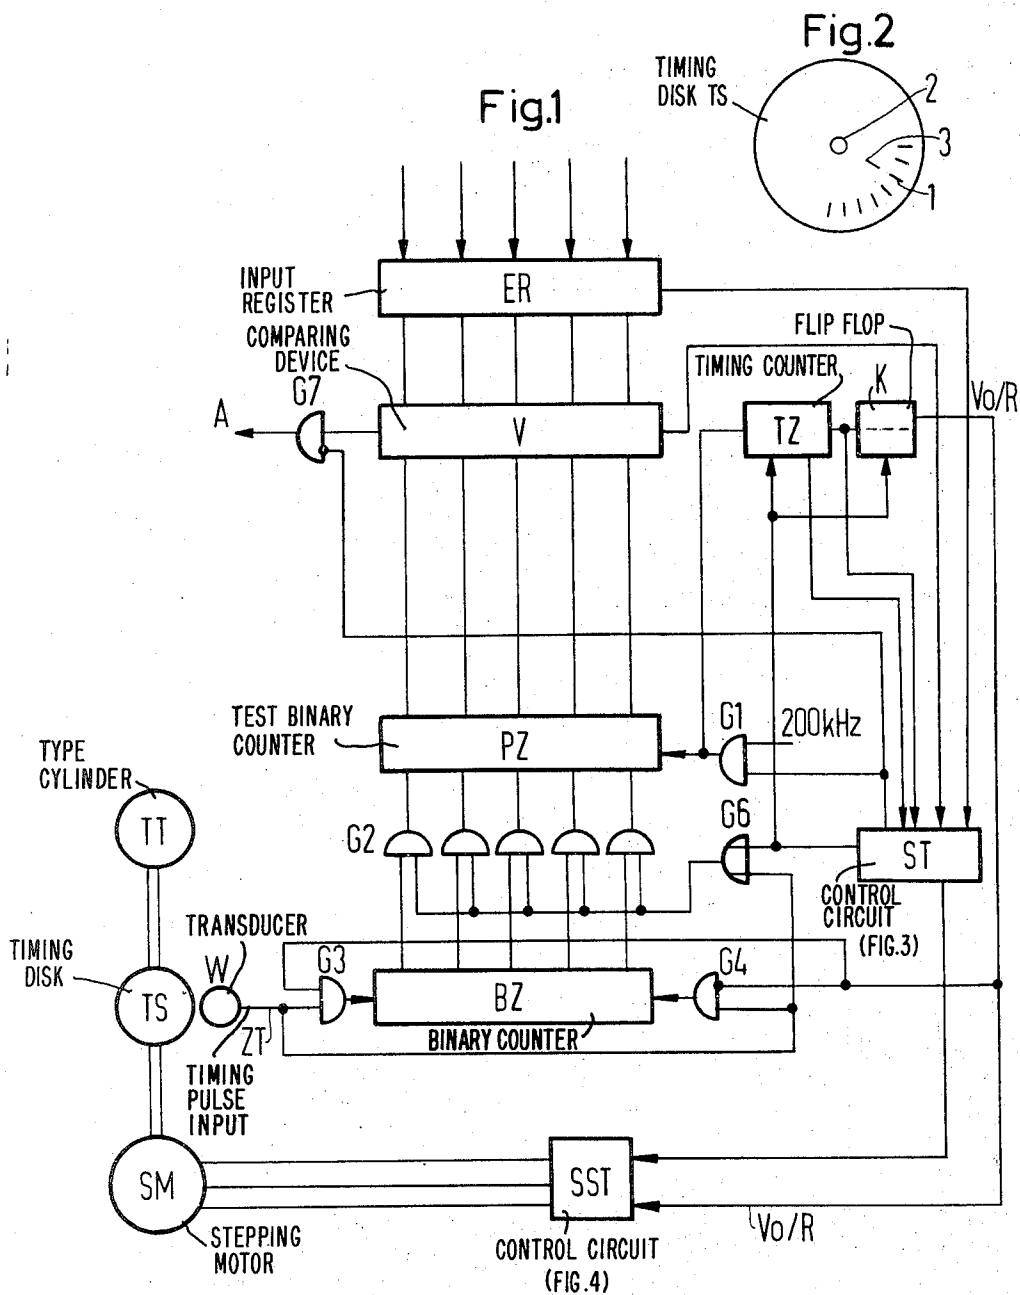 Fig.2
TIMING
DISK TS
2
3
1
Fig.1
INPUT
REGISTER
ER
COMPARING
DEVICE
FLIP FLOP
TIMING COUNTER
G7
A
V
TZ
K
Vo/R
TEST BINARY
COUNTER
PZ
G1
200kHz
TYPE
CYLINDER
TT
G2
G6
ST
CONTROL
CIRCUIT
(FIG.3)
TRANSDUCER
TIMING
DISK
TS
W
G3
BZ
G4
ZT
BINARY COUNTER
TIMING
PULSE
INPUT
SM
SST
STEPPING
MOTOR
CONTROL CIRCUIT
(FIG.4)
Vo/R